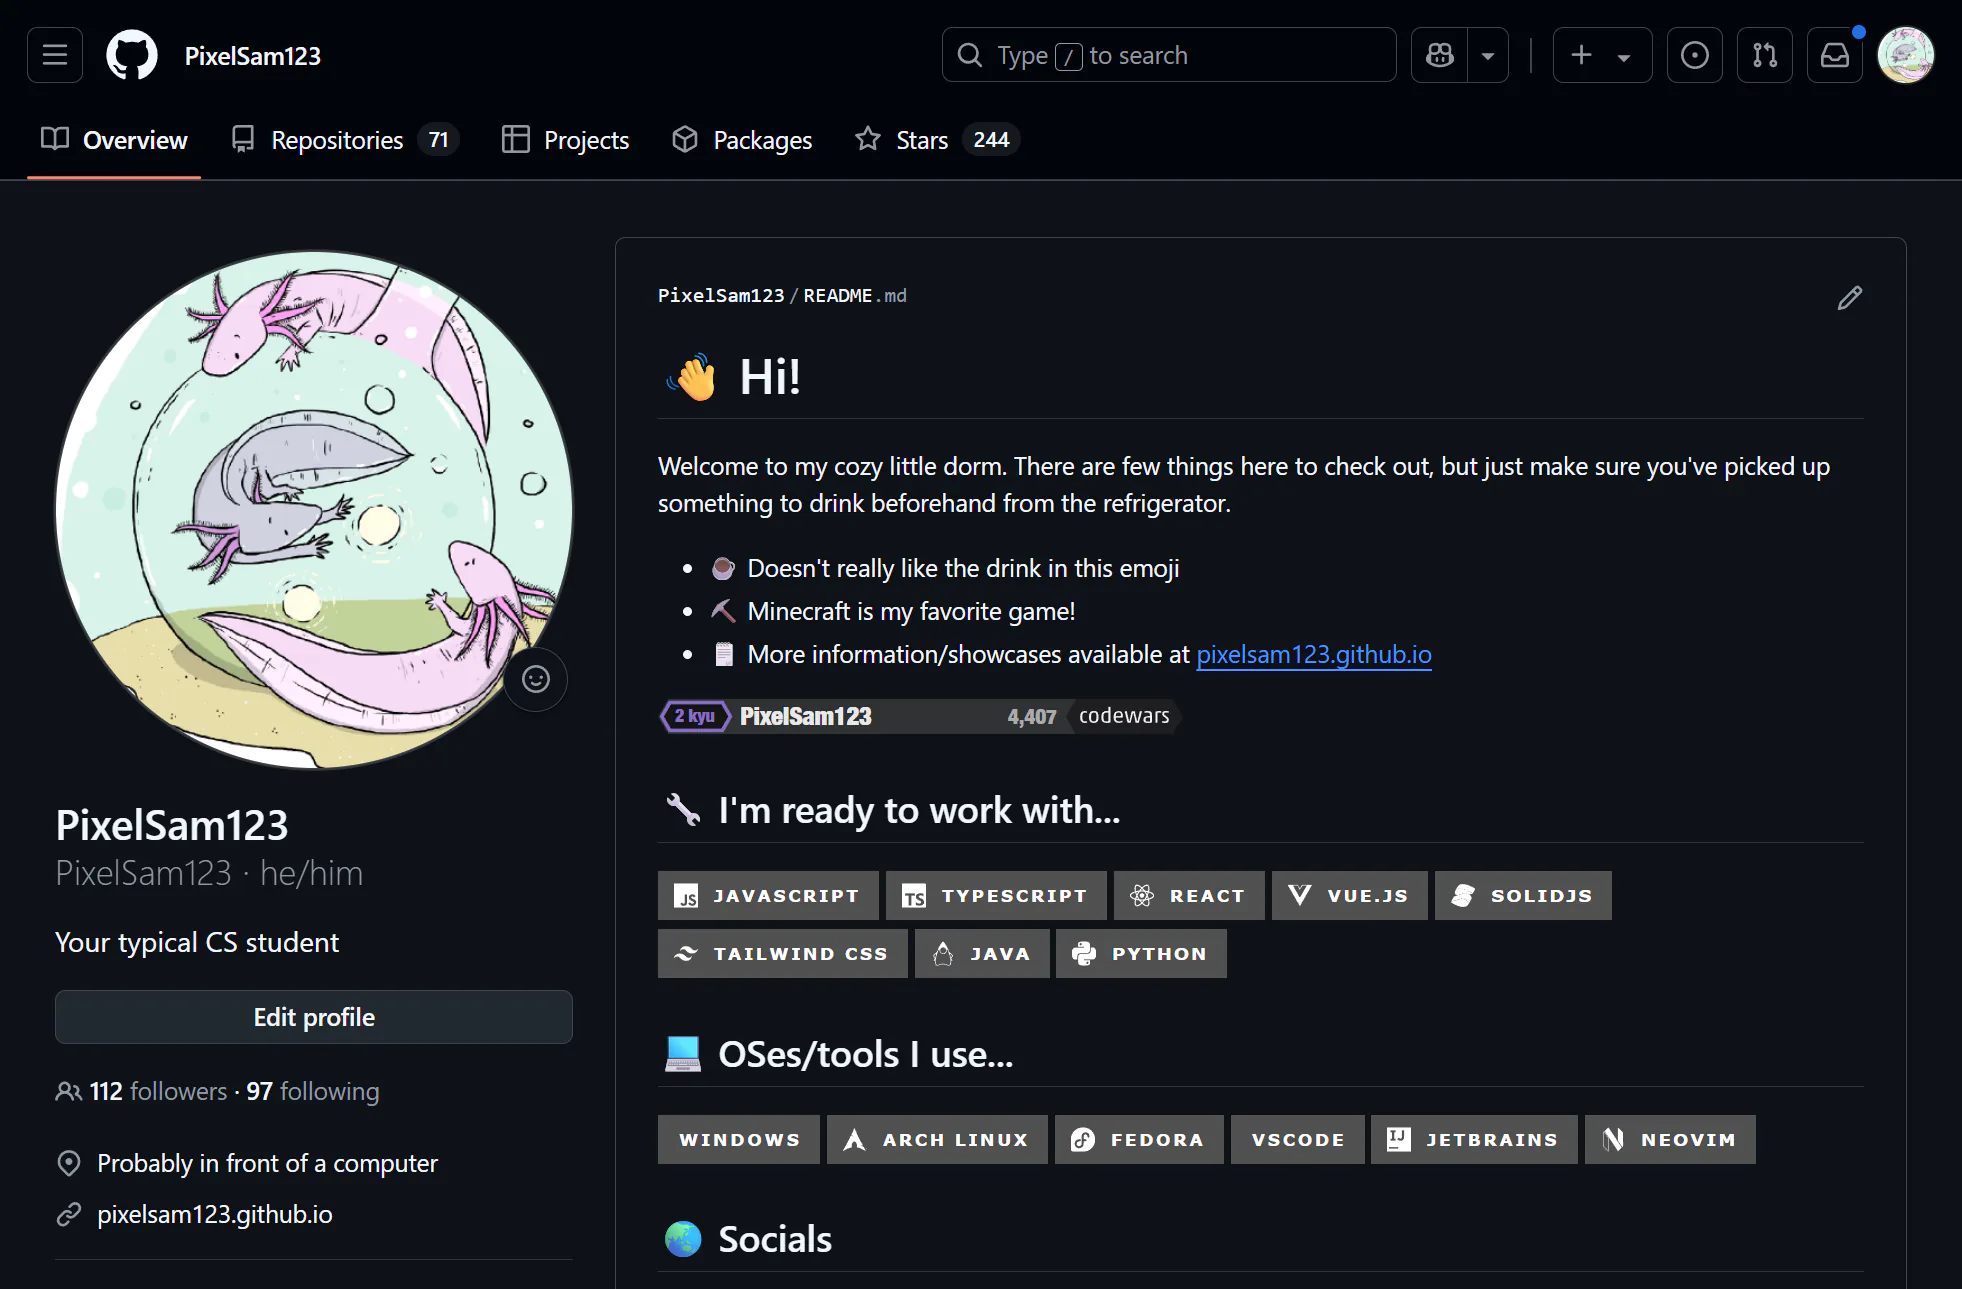 PixelSam123
Type / to search
Overview
Repositories 71
Projects
Packages
Stars 244
PixelSam123
PixelSam123 · he/him
Your typical CS student
Edit profile
112 followers · 97 following
Probably in front of a computer
pixelsam123.github.io
PixelSam123/README.md
Hi!
Welcome to my cozy little dorm. There are few things here to check out, but just make sure you've picked up
something to drink beforehand from the refrigerator.
Doesn't really like the drink in this emoji
Minecraft is my favorite game!
More information/showcases available at pixelsam123.github.io
2 kyu PixelSam123 4,407 codewars
I'm ready to work with...
JS JAVASCRIPT TS TYPESCRIPT REACT VUE.JS SOLIDJS
TAILWIND CSS JAVA PYTHON
OSes/tools I use...
WINDOWS ARCH LINUX FEDORA VSCODE IJ JETBRAINS NEOVIM
Socials